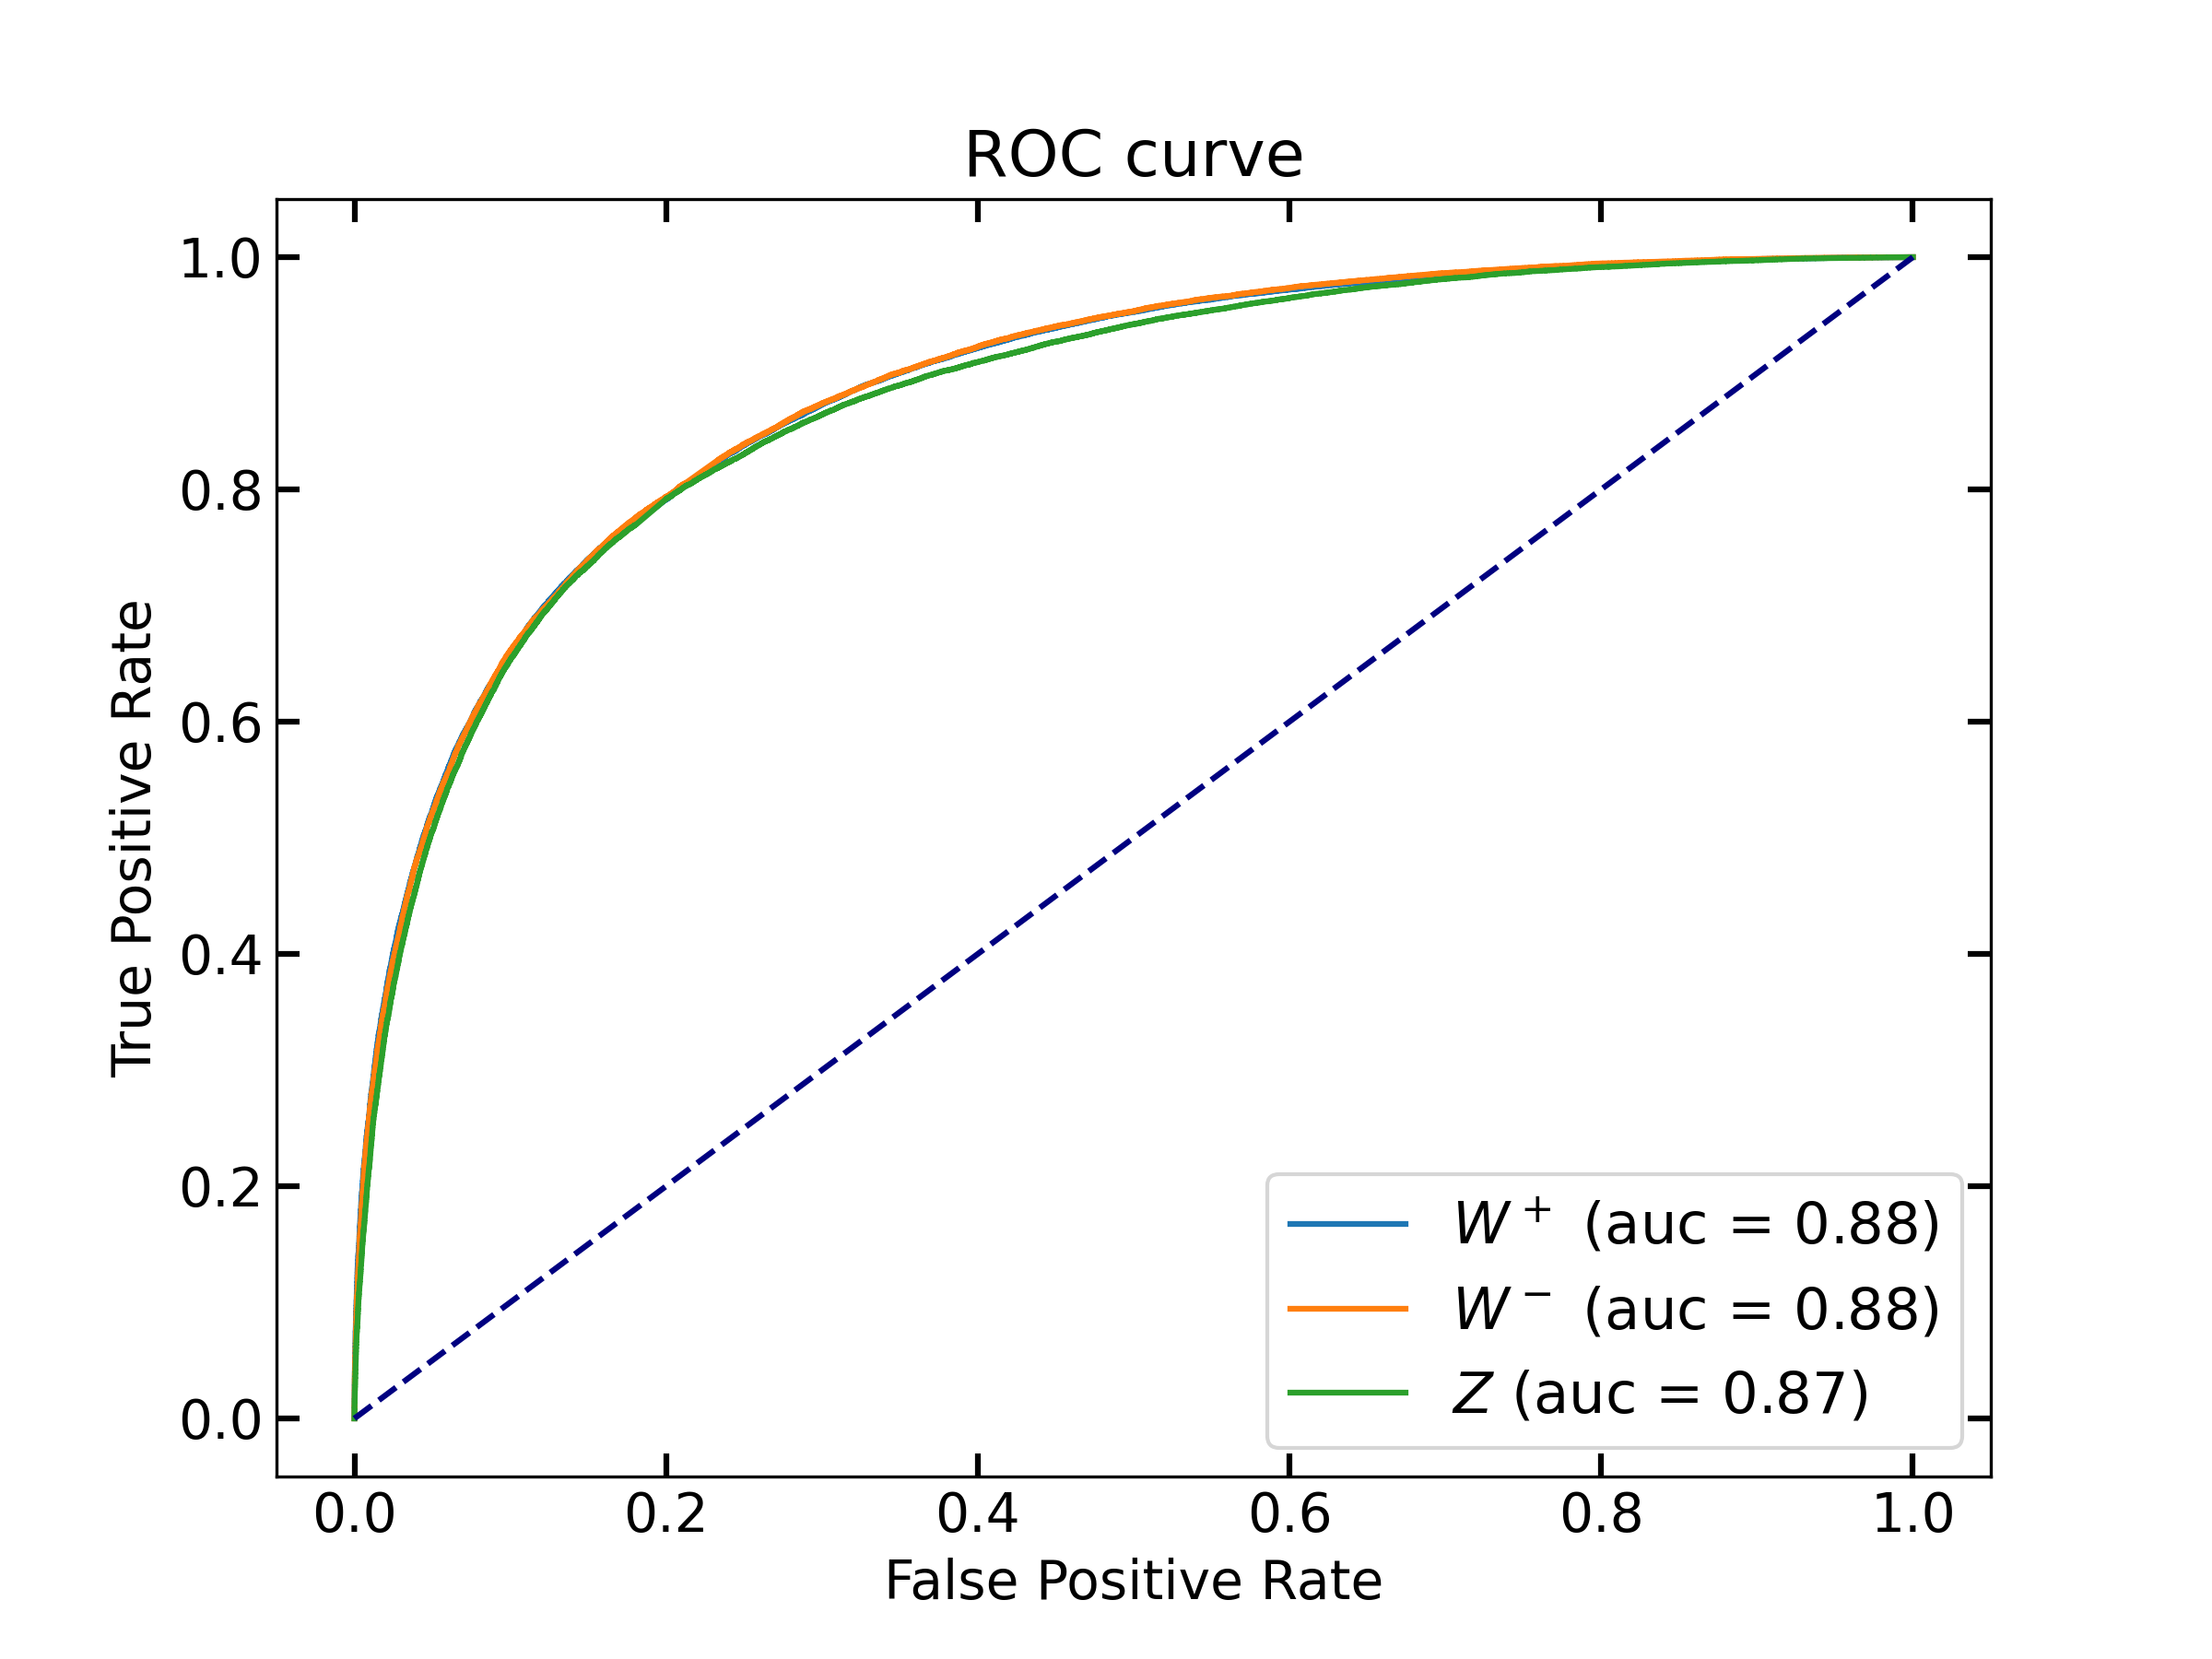 ROC curve
1.0
0.8
0.6
0.4
0.2
0.0
True Positive Rate
0.0 0.2 0.4 0.6 0.8 1.0
False Positive Rate
W⁺ (auc = 0.88)
W⁻ (auc = 0.88)
Z (auc = 0.87)